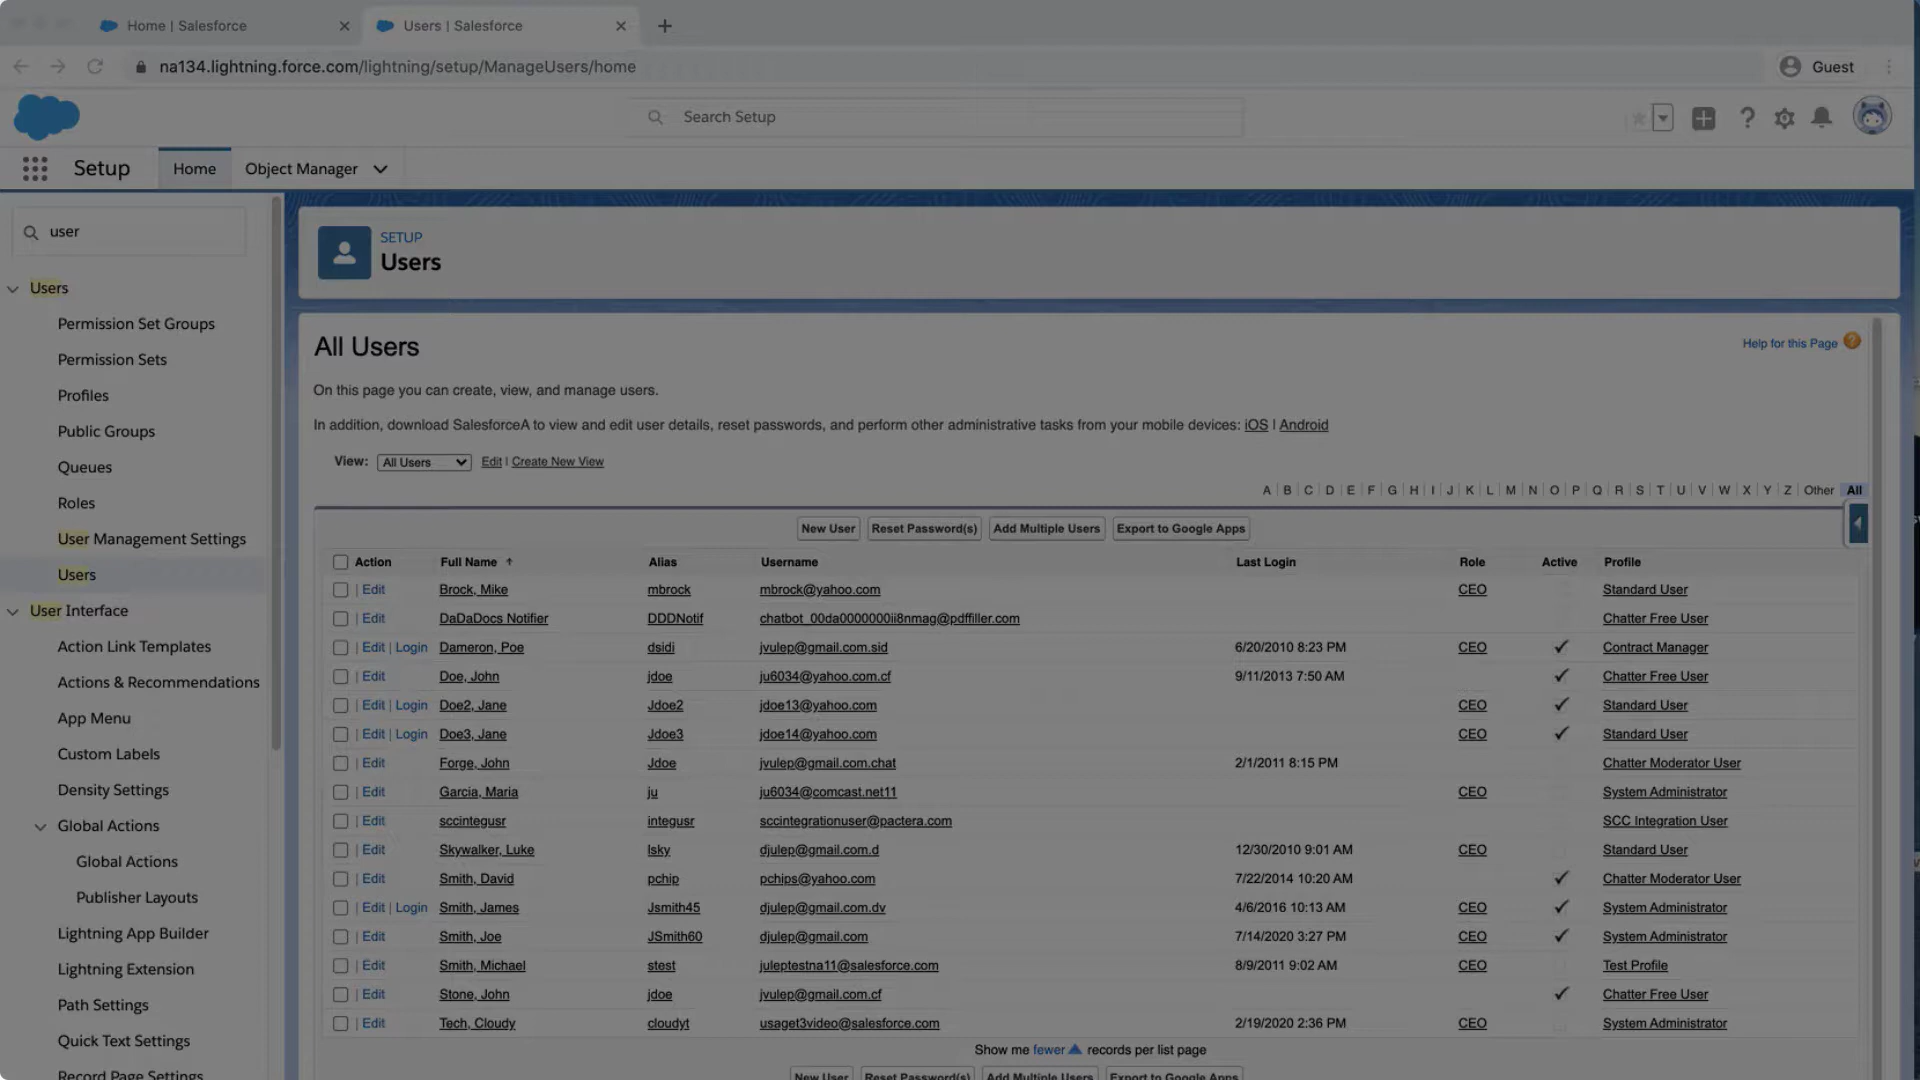 Home | Salesforce
Users | Salesforce
na134.lightning.force.com/lightning/setup/ManageUsers/home
Guest
Search Setup
Setup
Home
Object Manager
user
Users
Permission Set Groups
Permission Sets
Profiles
Public Groups
Queues
Roles
User Management Settings
Users
User Interface
Action Link Templates
Actions & Recommendations
App Menu
Custom Labels
Density Settings
Global Actions
Global Actions
Publisher Layouts
Lightning App Builder
Lightning Extension
Path Settings
Quick Text Settings
Record Page Settings
SETUP
Users
All Users
Help for this Page ?
On this page you can create, view, and manage users.
In addition, download SalesforceA to view and edit user details, reset passwords, and perform other administrative tasks from your mobile devices: iOS | Android
View: All Users Edit | Create New View
A | B | C | D | E | F | G | H | I | J | K | L | M | N | O | P | Q | R | S | T | U | V | W | X | Y | Z | Other | All
New User Reset Password(s) Add Multiple Users Export to Google Apps
Action Full Name ↑ Alias Username Last Login Role Active Profile
| Edit Brock, Mike mbrock mbrock@yahoo.com CEO Standard User
| Edit DaDaDocs Notifier DDDNotif chatbot_00da0000000ii8nmag@pdffiller.com Chatter Free User
| Edit | Login Dameron, Poe dsidi jvulep@gmail.com.sid 6/20/2010 8:23 PM CEO ✓ Contract Manager
| Edit Doe, John jdoe ju6034@yahoo.com.cf 9/11/2013 7:50 AM ✓ Chatter Free User
| Edit | Login Doe2, Jane Jdoe2 jdoe13@yahoo.com CEO ✓ Standard User
| Edit | Login Doe3, Jane Jdoe3 jdoe14@yahoo.com CEO ✓ Standard User
| Edit Forge, John Jdoe jvulep@gmail.com.chat 2/1/2011 8:15 PM Chatter Moderator User
| Edit Garcia, Maria ju ju6034@comcast.net11 CEO System Administrator
| Edit sccintegusr integusr sccintegrationuser@pactera.com SCC Integration User
| Edit Skywalker, Luke lsky djulep@gmail.com.d 12/30/2010 9:01 AM CEO Standard User
| Edit Smith, David pchip pchips@yahoo.com 7/22/2014 10:20 AM ✓ Chatter Moderator User
| Edit | Login Smith, James Jsmith45 djulep@gmail.com.dv 4/6/2016 10:13 AM CEO ✓ System Administrator
| Edit Smith, Joe JSmith60 djulep@gmail.com 7/14/2020 3:27 PM CEO ✓ System Administrator
| Edit Smith, Michael stest juleptestna11@salesforce.com 8/9/2011 9:02 AM CEO Test Profile
| Edit Stone, John jdoe jvulep@gmail.com.cf ✓ Chatter Free User
| Edit Tech, Cloudy cloudyt usaget3video@salesforce.com 2/19/2020 2:36 PM CEO System Administrator
Show me fewer ▲ records per list page
New User Reset Password(s) Add Multiple Users Export to Google Apps